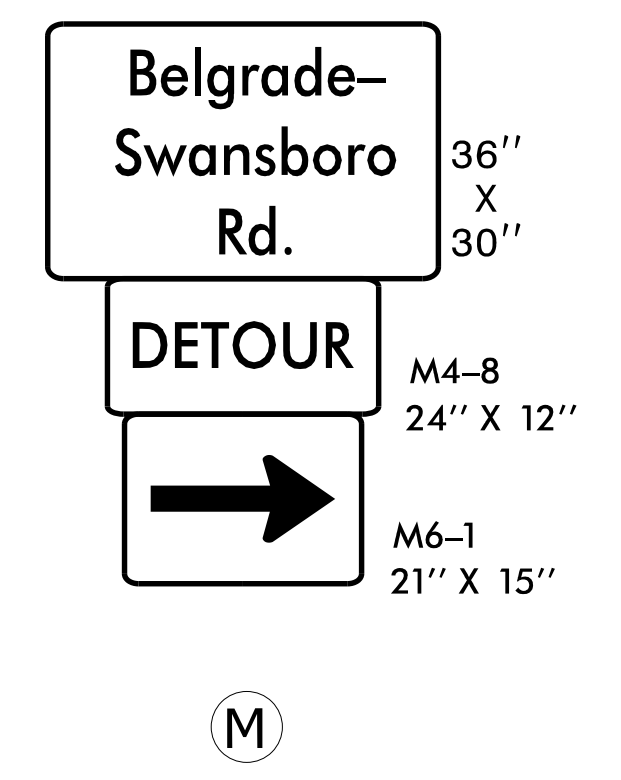 Belgrade–
Swansboro
Rd.
36''
X
30''
DETOUR
M4–8
24'' X 12''
M6–1
21'' X 15''
M